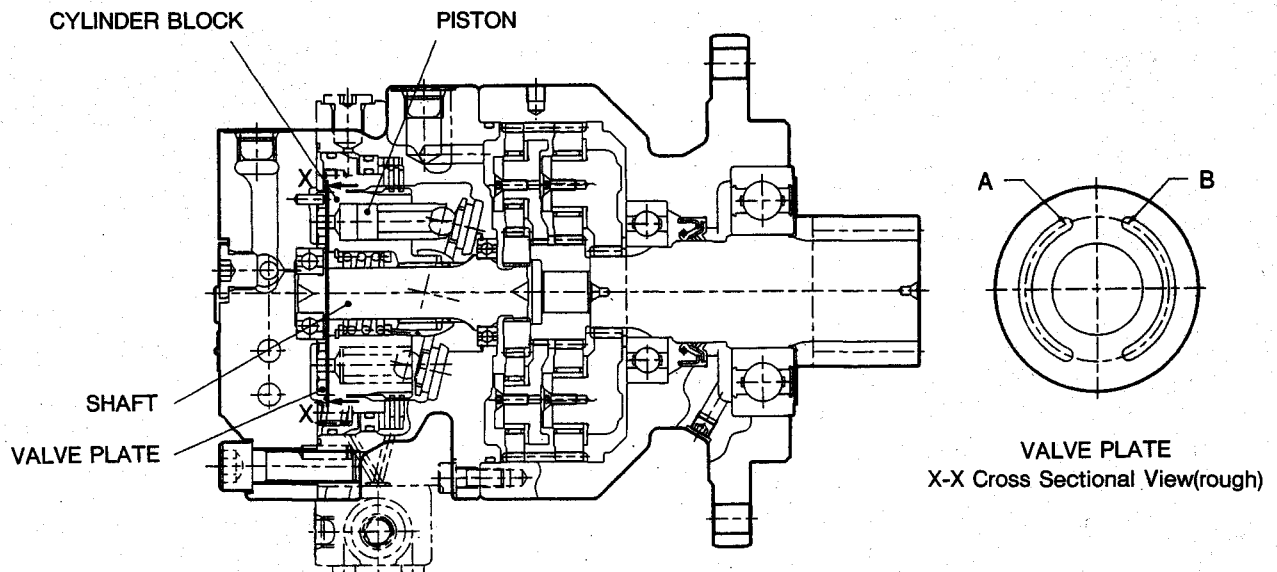 CYLINDER BLOCK
PISTON
X
X
SHAFT
VALVE PLATE
A
B
VALVE PLATE
X-X Cross Sectional View(rough)